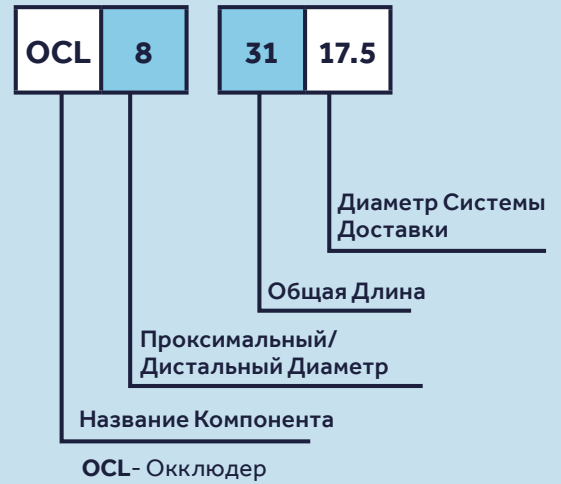 OCL 8 31 17.5
Диаметр Системы
Доставки
Общая Длина
Проксимальный/
Дистальный Диаметр
Название Компонента
OCL- Окклюдер